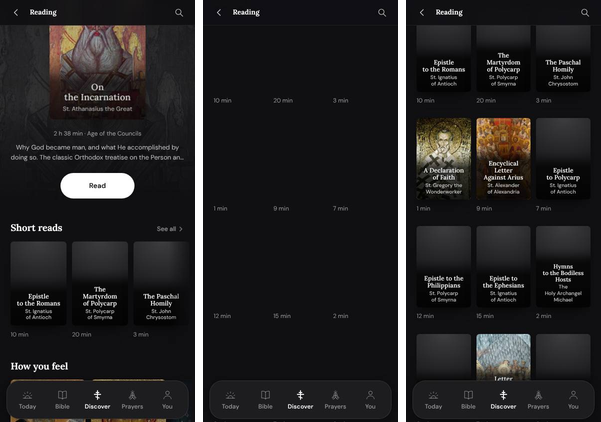 Reading
On
the Incarnation
St. Athanasius the Great
2 h 38 min · Age of the Councils
Why God became man, and what He accomplished by
doing so. The classic Orthodox treatise on the Person an...
Read
Short reads
See all
Epistle
to the Romans
St. Ignatius
of Antioch
The
Martyrdom
of Polycarp
St. Polycarp
of Smyrna
The Paschal
Homily
St. John
Chrysostom
10 min
20 min
3 min
How you feel
Today
Bible
Discover
Prayers
You
Reading
10 min
20 min
3 min
1 min
9 min
7 min
12 min
15 min
2 min
Today
Bible
Discover
Prayers
You
Reading
Epistle
to the Romans
St. Ignatius
of Antioch
The
Martyrdom
of Polycarp
St. Polycarp
of Smyrna
The Paschal
Homily
St. John
Chrysostom
10 min
20 min
3 min
A Declaration
of Faith
St. Gregory the
Wonderworker
Encyclical
Letter
Against Arius
St. Alexander
of Alexandria
Epistle
to Polycarp
St. Ignatius
of Antioch
1 min
9 min
7 min
Epistle to the
Philippians
St. Polycarp
of Smyrna
Epistle to
the Ephesians
St. Ignatius
of Antioch
Hymns
to the Bodiless
Hosts
The
Holy Archangel
Michael
12 min
15 min
2 min
Letter
Today
Bible
Discover
Prayers
You